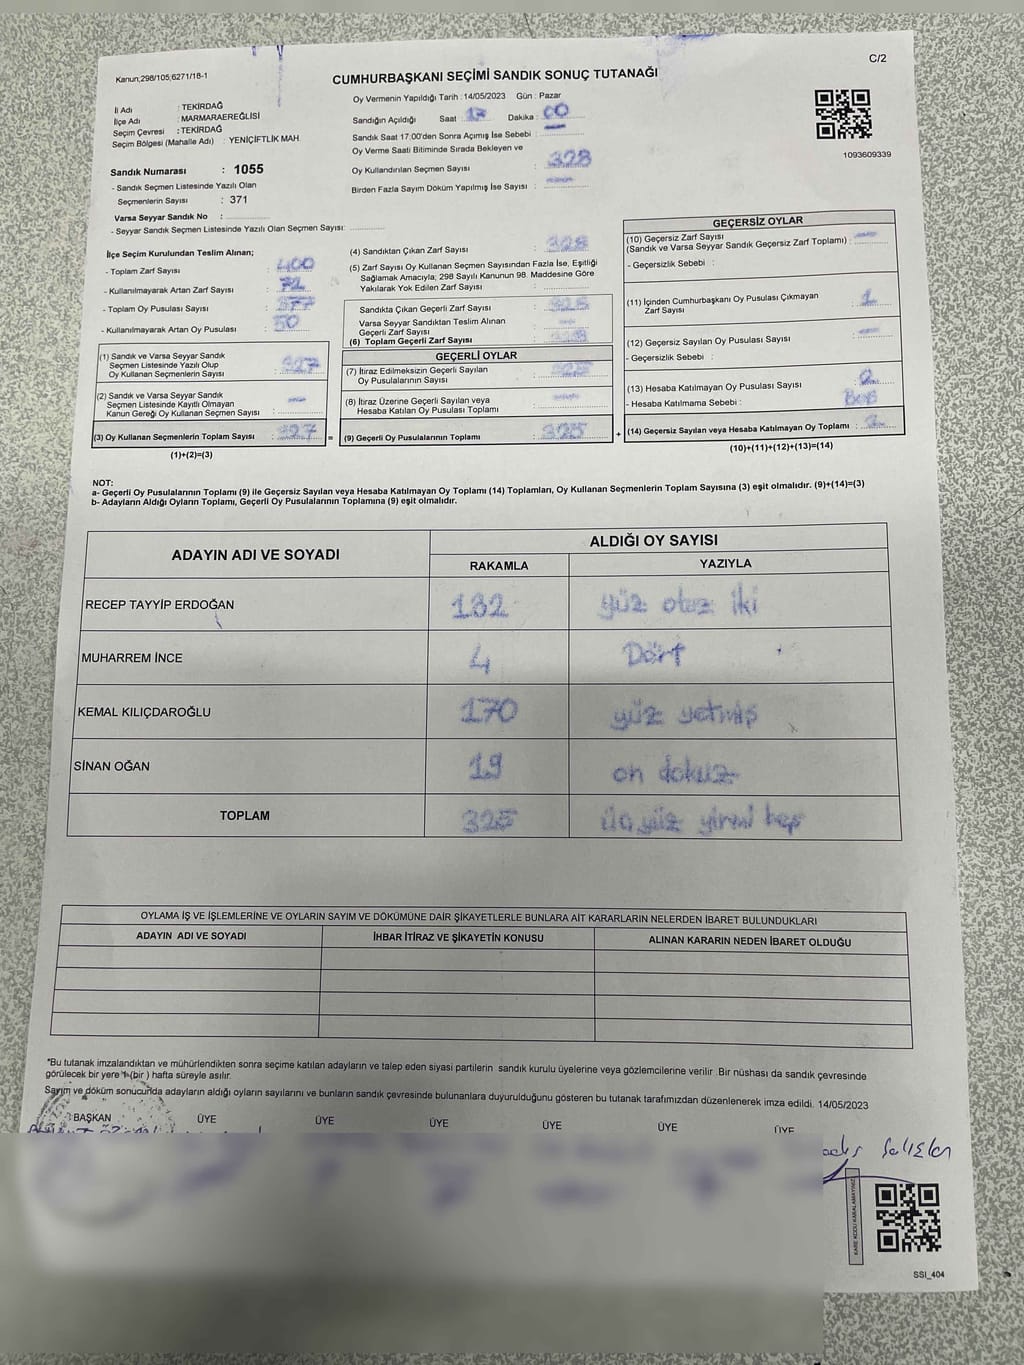 C/2
Kanun;298/105;6271/18-1
CUMHURBAŞKANI SEÇİMİ SANDIK SONUÇ TUTANAĞI
İl Adı : TEKİRDAĞ
İlçe Adı : MARMARAEREĞLİSİ
Seçim Çevresi : TEKİRDAĞ
Seçim Bölgesi (Mahalle Adı) : YENİÇİFTLİK MAH.
Sandık Numarası : 1055
- Sandık Seçmen Listesinde Yazılı Olan
Seçmenlerin Sayısı : 371
Varsa Seyyar Sandık No :
- Seyyar Sandık Seçmen Listesinde Yazılı Olan Seçmen Sayısı:
Oy Vermenin Yapıldığı Tarih : 14/05/2023 Gün : Pazar
Sandığın Açıldığı Saat : 17 Dakika : 00
Sandık Saat 17.00'den Sonra Açımış İse Sebebi :
Oy Verme Saati Bitiminde Sırada Bekleyen ve
Oy Kullandırılan Seçmen Sayısı : 328
Birden Fazla Sayım Döküm Yapılmış İse Sayısı : 
1093609339
İlçe Seçim Kurulundan Teslim Alınan;
- Toplam Zarf Sayısı : 400
- Kullanılmayarak Artan Zarf Sayısı : 72
- Toplam Oy Pusulası Sayısı : 377
- Kullanılmayarak Artan Oy Pusulası : 50
(1) Sandık ve Varsa Seyyar Sandık
Seçmen Listesinde Yazılı Olup
Oy Kullanan Seçmenlerin Sayısı : 327
(2) Sandık ve Varsa Seyyar Sandık
Seçmen Listesinde Kayıtlı Olmayan
Kanun Gereği Oy Kullanan Seçmen Sayısı :
(3) Oy Kullanan Seçmenlerin Toplam Sayısı : 327
(1)+(2)=(3)
(4) Sandıktan Çıkan Zarf Sayısı : 328
(5) Zarf Sayısı Oy Kullanan Seçmen Sayısından Fazla İse, Eşitliği
Sağlamak Amacıyla; 298 Sayılı Kanunun 98. Maddesine Göre
Yakılarak Yok Edilen Zarf Sayısı :
Sandıkta Çıkan Geçerli Zarf Sayısı :
Varsa Seyyar Sandıktan Teslim Alınan
Geçerli Zarf Sayısı :
(6) Toplam Geçerli Zarf Sayısı :
GEÇERLİ OYLAR
(7) İtiraz Edilmeksizin Geçerli Sayılan
Oy Pusulalarının Sayısı : 325
(8) İtiraz Üzerine Geçerli Sayılan veya
Hesaba Katılan Oy Pusulaları Toplamı :
= (9) Geçerli Oy Pusulalarının Toplamı : 325 +
GEÇERSİZ OYLAR
(10) Geçersiz Zarf Sayısı
(Sandık ve Varsa Seyyar Sandık Geçersiz Zarf Toplamı) :
- Geçersizlik Sebebi :
(11) İçinden Cumhurbaşkanı Oy Pusulası Çıkmayan
Zarf Sayısı : 1
(12) Geçersiz Sayılan Oy Pusulası Sayısı :
- Geçersizlik Sebebi :
(13) Hesaba Katılmayan Oy Pusulası Sayısı : 2
- Hesaba Katılmama Sebebi :
(14) Geçersiz Sayılan veya Hesaba Katılmayan Oy Toplamı :
(10)+(11)+(12)+(13)=(14)
NOT:
a- Geçerli Oy Pusulalarının Toplamı (9) ile Geçersiz Sayılan veya Hesaba Katılmayan Oy Toplamı (14) Toplamları, Oy Kullanan Seçmenlerin Toplam Sayısına (3) eşit olmalıdır. (9)+(14)=(3)
b- Adayların Aldığı Oyların Toplamı, Geçerli Oy Pusulalarının Toplamına (9) eşit olmalıdır.
ADAYIN ADI VE SOYADI ALDIĞI OY SAYISI
RAKAMLA YAZIYLA
RECEP TAYYİP ERDOĞAN 132 yüz otuz iki
MUHARREM İNCE 4 Dört
KEMAL KILIÇDAROĞLU 170 yüz yetmiş
SİNAN OĞAN 19 on dokuz
TOPLAM 325 üç yüz yirmi beş
OYLAMA İŞ VE İŞLEMLERİNE VE OYLARIN SAYIM VE DÖKÜMÜNE DAİR ŞİKAYETLERLE BUNLARA AİT KARARLARIN NELERDEN İBARET BULUNDUKLARI
ADAYIN ADI VE SOYADI İHBAR İTİRAZ VE ŞİKAYETİN KONUSU ALINAN KARARIN NEDEN İBARET OLDUĞU
*Bu tutanak imzalandıktan ve mühürlendikten sonra seçime katılan adayların ve talep eden siyasi partilerin sandık kurulu üyelerine veya gözlemcilerine verilir .Bir nüshası da sandık çevresinde
görülecek bir yere 1 (bir ) hafta süreyle asılır.
Sayım ve döküm sonucunda adayların aldığı oyların sayılarını ve bunların sandık çevresinde bulunanlara duyurulduğunu gösteren bu tutanak tarafımızdan düzenlenerek imza edildi. 14/05/2023
BAŞKAN ÜYE ÜYE ÜYE ÜYE ÜYE ÜYE
KARE KODU KARALAMAYINIZ
SSI_404